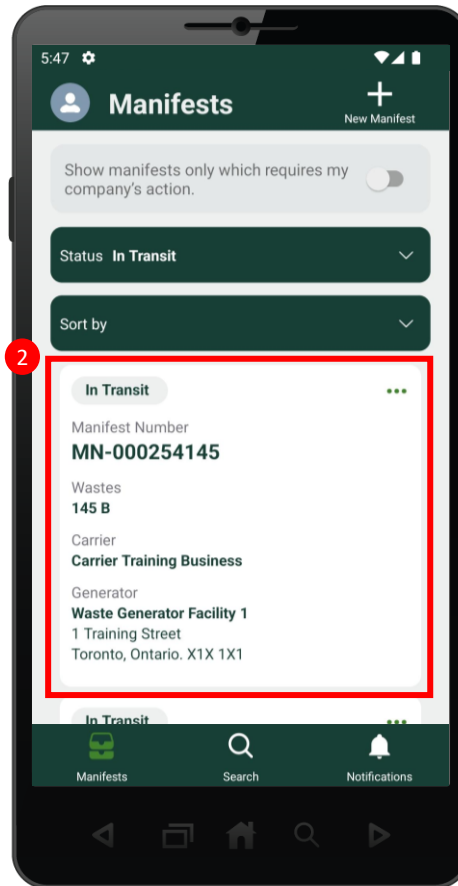 5:47
Manifests
New Manifest
Show manifests only which requires my
company's action.
Status In Transit
Sort by
2
In Transit
Manifest Number
MN-000254145
Wastes
145 B
Carrier
Carrier Training Business
Generator
Waste Generator Facility 1
1 Training Street
Toronto, Ontario. X1X 1X1
In Transit
Manifests
Search
Notifications